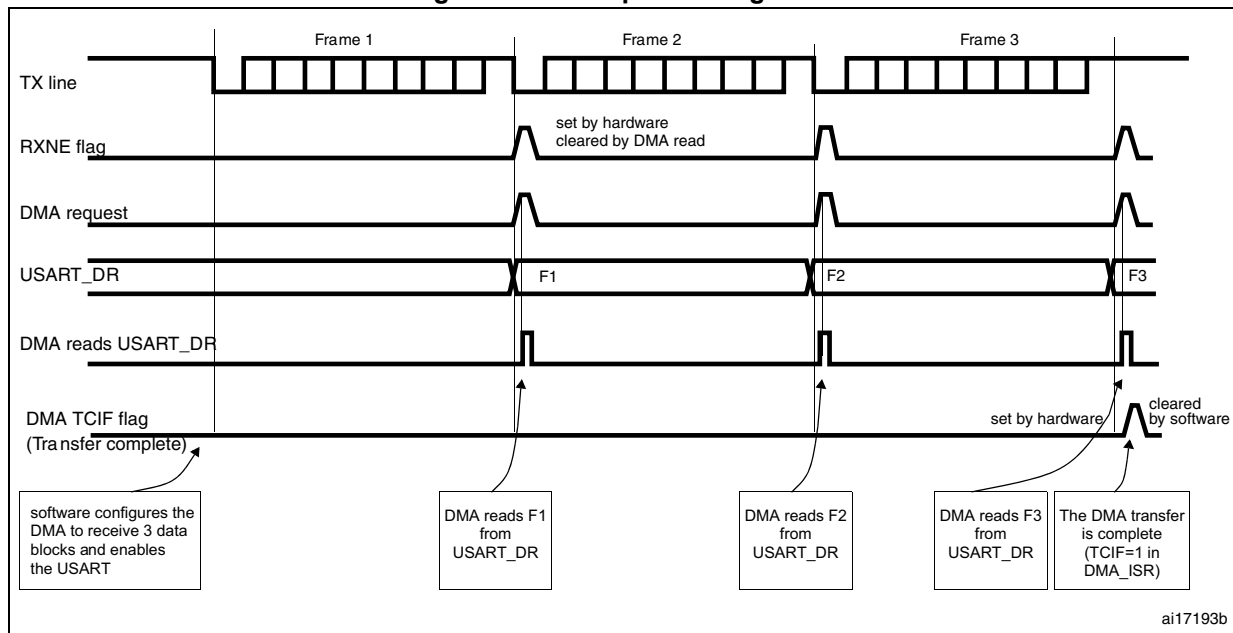 Frame 1
Frame 2
Frame 3
TX line
set by hardware
cleared by DMA read
RXNE flag
DMA request
USART_DR
F1
F2
F3
DMA reads USART_DR
DMA TCIF flag
(Transfer complete)
set by hardware
cleared
by software
software configures the
DMA to receive 3 data
blocks and enables
the USART
DMA reads F1
from
USART_DR
DMA reads F2
from
USART_DR
DMA reads F3
from
USART_DR
The DMA transfer
is complete
(TCIF=1 in
DMA_ISR)
ai17193b